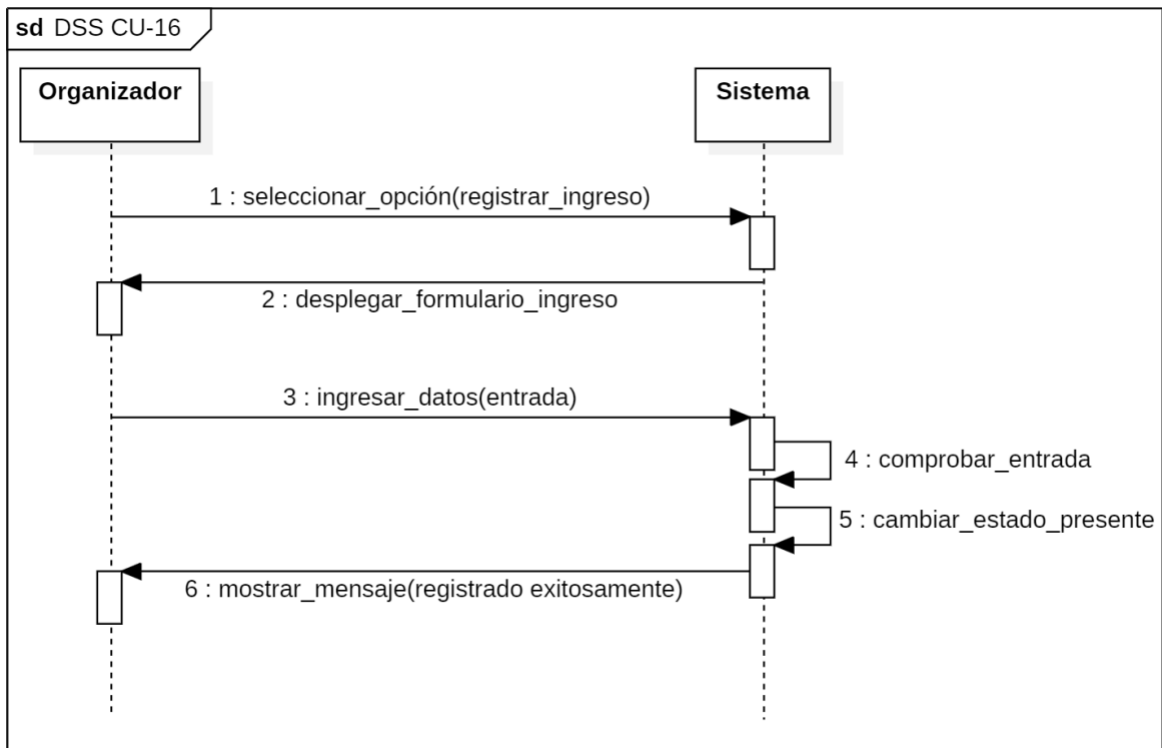 sd DSS CU-16
Organizador
Sistema
1 : seleccionar_opción(registrar_ingreso)
2 : desplegar_formulario_ingreso
3 : ingresar_datos(entrada)
4 : comprobar_entrada
5 : cambiar_estado_presente
6 : mostrar_mensaje(registrado exitosamente)